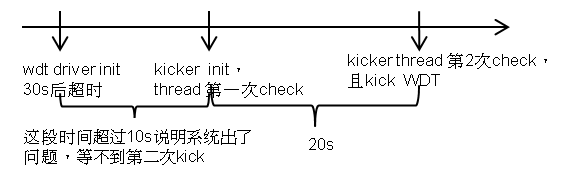 wdt driver init
30s后超时
kicker init，
thread 第一次check
kicker thread 第2次check，
且kick WDT
这段时间超过10s说明系统出了
问题，等不到第二次kick
20s